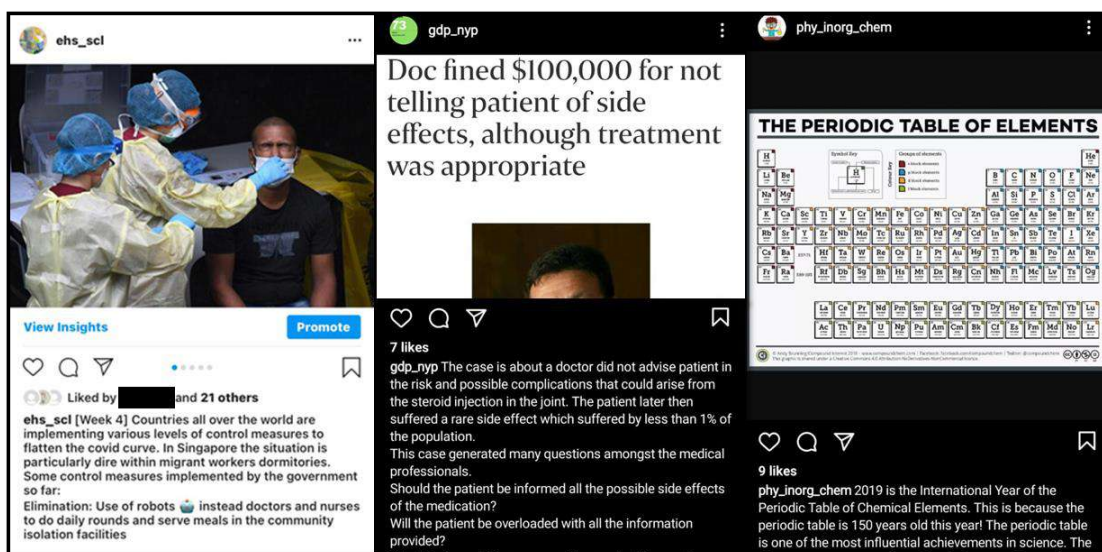 ehs_scl
View Insights
Promote
Liked by and 21 others
ehs_scl [Week 4] Countries all over the world are
implementing various levels of control measures to
flatten the covid curve. In Singapore the situation is
particularly dire within migrant workers dormitories.
Some control measures implemented by the government
so far:
Elimination: Use of robots 🤖 instead doctors and nurses
to do daily rounds and serve meals in the community
isolation facilities
73
gdp_nyp
Doc fined $100,000 for not
telling patient of side
effects, although treatment
was appropriate
7 likes
gdp_nyp The case is about a doctor did not advise patient in
the risk and possible complications that could arise from
the steroid injection in the joint. The patient later then
suffered a rare side effect which suffered by less than 1% of
the population.
This case generated many questions amongst the medical
professionals.
Should the patient be informed all the possible side effects
of the medication?
Will the patient be overloaded with all the information
provided?
phy_inorg_chem
THE PERIODIC TABLE OF ELEMENTS
Symbol Key
Groups of elements
Colour Key
H He
Li Be B C N O F Ne
Na Mg Al Si P S Cl Ar
K Ca Sc Ti V Cr Mn Fe Co Ni Cu Zn Ga Ge As Se Br Kr
Rb Sr Y Zr Nb Mo Tc Ru Rh Pd Ag Cd In Sn Sb Te I Xe
Cs Ba Hf Ta W Re Os Ir Pt Au Hg Tl Pb Bi Po At Rn
Fr Ra Rf Db Sg Bh Hs Mt Ds Rg Cn Nh Fl Mc Lv Ts Og
La Ce Pr Nd Pm Sm Eu Gd Tb Dy Ho Er Tm Yb Lu
Ac Th Pa U Np Pu Am Cm Bk Cf Es Fm Md No Lr
9 likes
phy_inorg_chem 2019 is the International Year of the
Periodic Table of Chemical Elements. This is because the
periodic table is 150 years old this year! The periodic table
is one of the most influential achievements in science. The